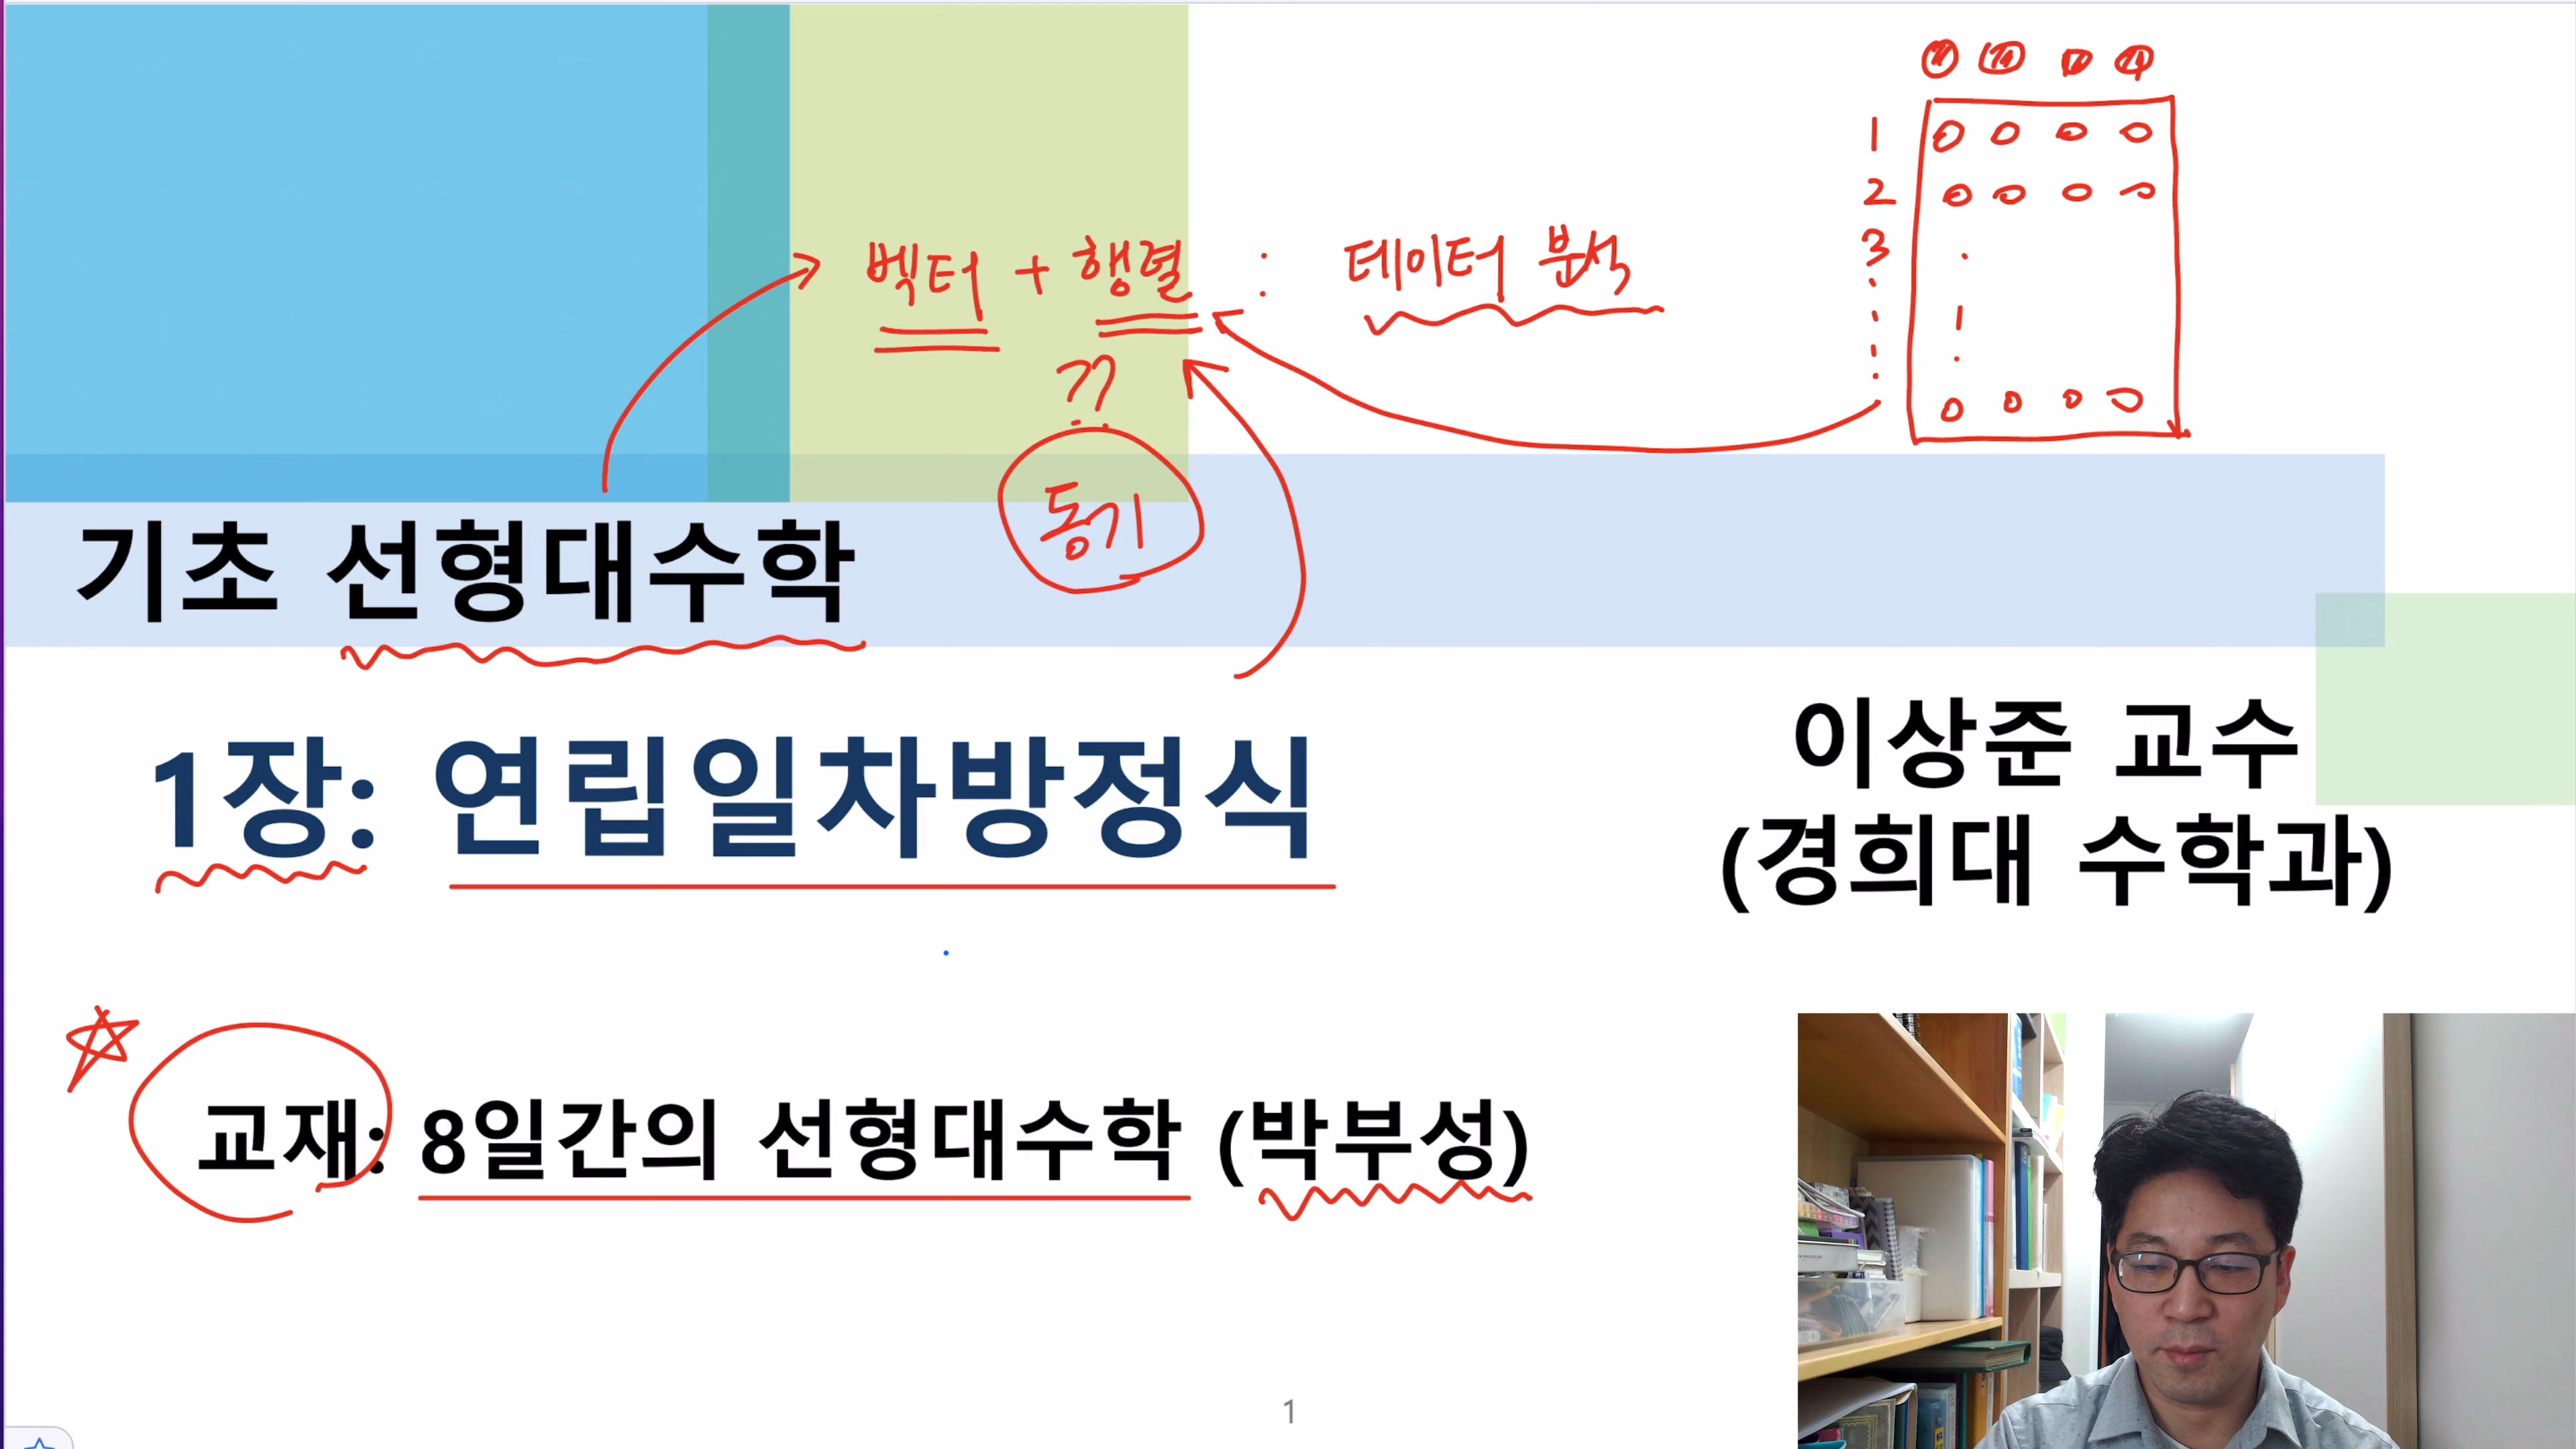 1
2
3
벡터 + 행렬 : 데이터 분석
??
동기
기초 선형대수학
1장: 연립일차방정식
이상준 교수
(경희대 수학과)
교재: 8일간의 선형대수학 (박부성)
1